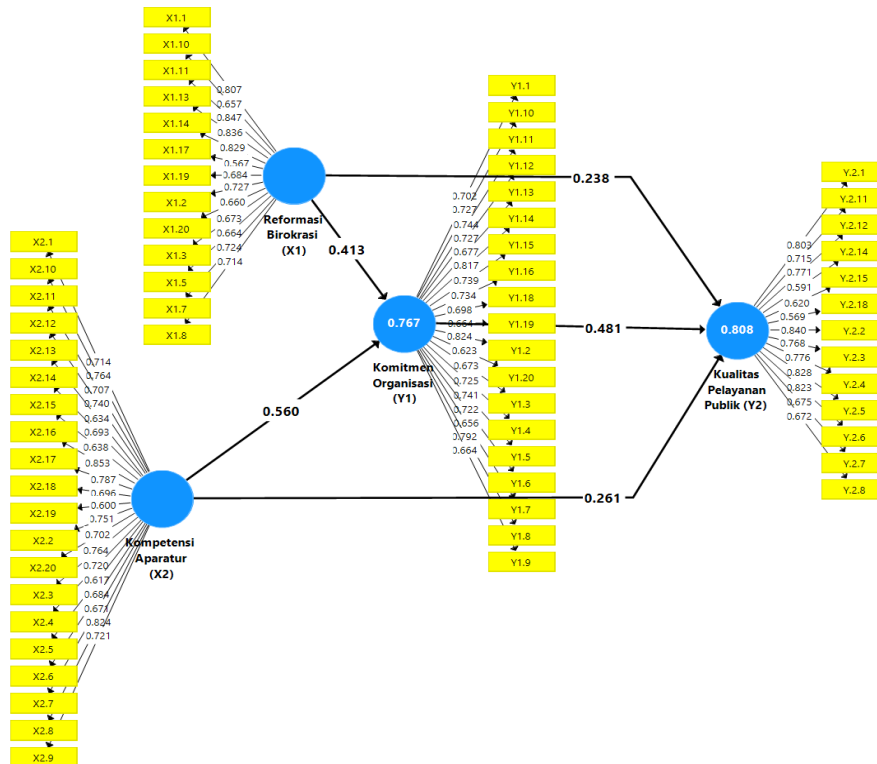 X1.1
X1.10
X1.11
X1.13
X1.14
X1.17
X1.19
X1.2
X1.20
X1.3
X1.5
X1.7
X1.8
0.807
0.657
0.847
0.836
0.829
0.567
0.684
0.727
0.660
0.673
0.664
0.724
0.714
Reformasi
Birokrasi
(X1)
X2.1
X2.10
X2.11
X2.12
X2.13
X2.14
X2.15
X2.16
X2.17
X2.18
X2.19
X2.2
X2.20
X2.3
X2.4
X2.5
X2.6
X2.7
X2.8
X2.9
0.714
0.764
0.707
0.740
0.634
0.693
0.638
0.853
0.787
0.696
0.600
0.751
0.702
0.764
0.720
0.617
0.684
0.671
0.824
0.721
Kompetensi
Aparatur
(X2)
0.413
0.560
0.238
0.481
0.261
0.767
Komitmen
Organisasi
(Y1)
0.702
0.727
0.744
0.727
0.677
0.817
0.739
0.734
0.698
0.664
0.824
0.623
0.673
0.725
0.741
0.722
0.656
0.792
0.664
Y1.1
Y1.10
Y1.11
Y1.12
Y1.13
Y1.14
Y1.15
Y1.16
Y1.18
Y1.19
Y1.2
Y1.20
Y1.3
Y1.4
Y1.5
Y1.6
Y1.7
Y1.8
Y1.9
0.808
Kualitas
Pelayanan
Publik (Y2)
0.803
0.715
0.771
0.591
0.620
0.569
0.840
0.768
0.776
0.828
0.823
0.675
0.672
Y.2.1
Y.2.11
Y.2.12
Y.2.14
Y.2.15
Y.2.18
Y.2.2
Y.2.3
Y.2.4
Y.2.5
Y.2.6
Y.2.7
Y.2.8